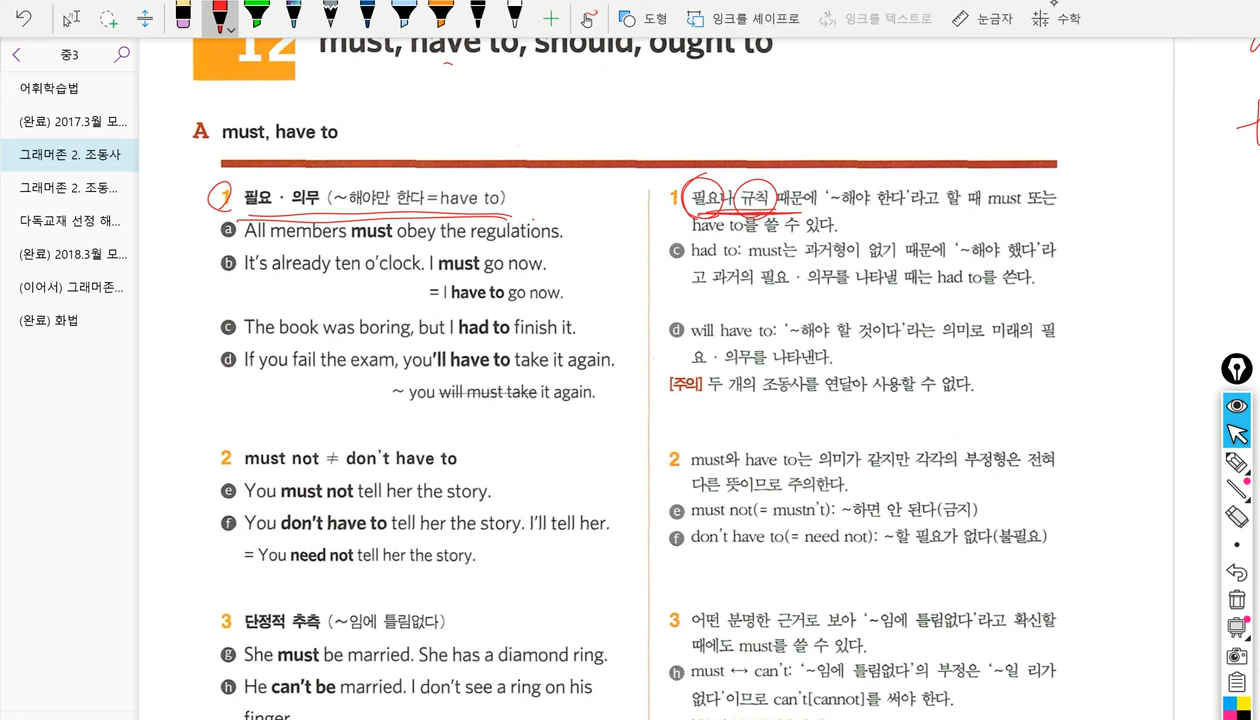 도형
잉크를 셰이프로
잉크를 텍스트로
눈금자
수학
중3
어휘학습법
(완료) 2017.3월 모...
그래머존 2. 조동사
그래머존 2. 조동...
다독교재 선정 해...
(완료) 2018.3월 모...
(이어서) 그래머존...
(완료) 화법
12 must, have to, should, ought to
A must, have to
1 필요 · 의무 (~해야만 한다=have to)
a All members must obey the regulations.
b It's already ten o'clock. I must go now.
= I have to go now.
c The book was boring, but I had to finish it.
d If you fail the exam, you'll have to take it again.
~ you will must take it again.
2 must not ≠ don't have to
e You must not tell her the story.
f You don't have to tell her the story. I'll tell her.
= You need not tell her the story.
3 단정적 추측 (~임에 틀림없다)
g She must be married. She has a diamond ring.
h He can't be married. I don't see a ring on his
finger.
1 필요나 규칙 때문에 '~해야 한다'라고 할 때 must 또는
have to를 쓸 수 있다.
c had to: must는 과거형이 없기 때문에 '~해야 했다'라
고 과거의 필요 · 의무를 나타낼 때는 had to를 쓴다.
d will have to: '~해야 할 것이다'라는 의미로 미래의 필
요 · 의무를 나타낸다.
[주의] 두 개의 조동사를 연달아 사용할 수 없다.
2 must와 have to는 의미가 같지만 각각의 부정형은 전혀
다른 뜻이므로 주의한다.
e must not(= mustn't): ~하면 안 된다(금지)
f don't have to(= need not): ~할 필요가 없다(불필요)
3 어떤 분명한 근거로 보아 '~임에 틀림없다'라고 확신할
때에도 must를 쓸 수 있다.
h must ↔ can't: '~임에 틀림없다'의 부정은 '~일 리가
없다'이므로 can't[cannot]를 써야 한다.